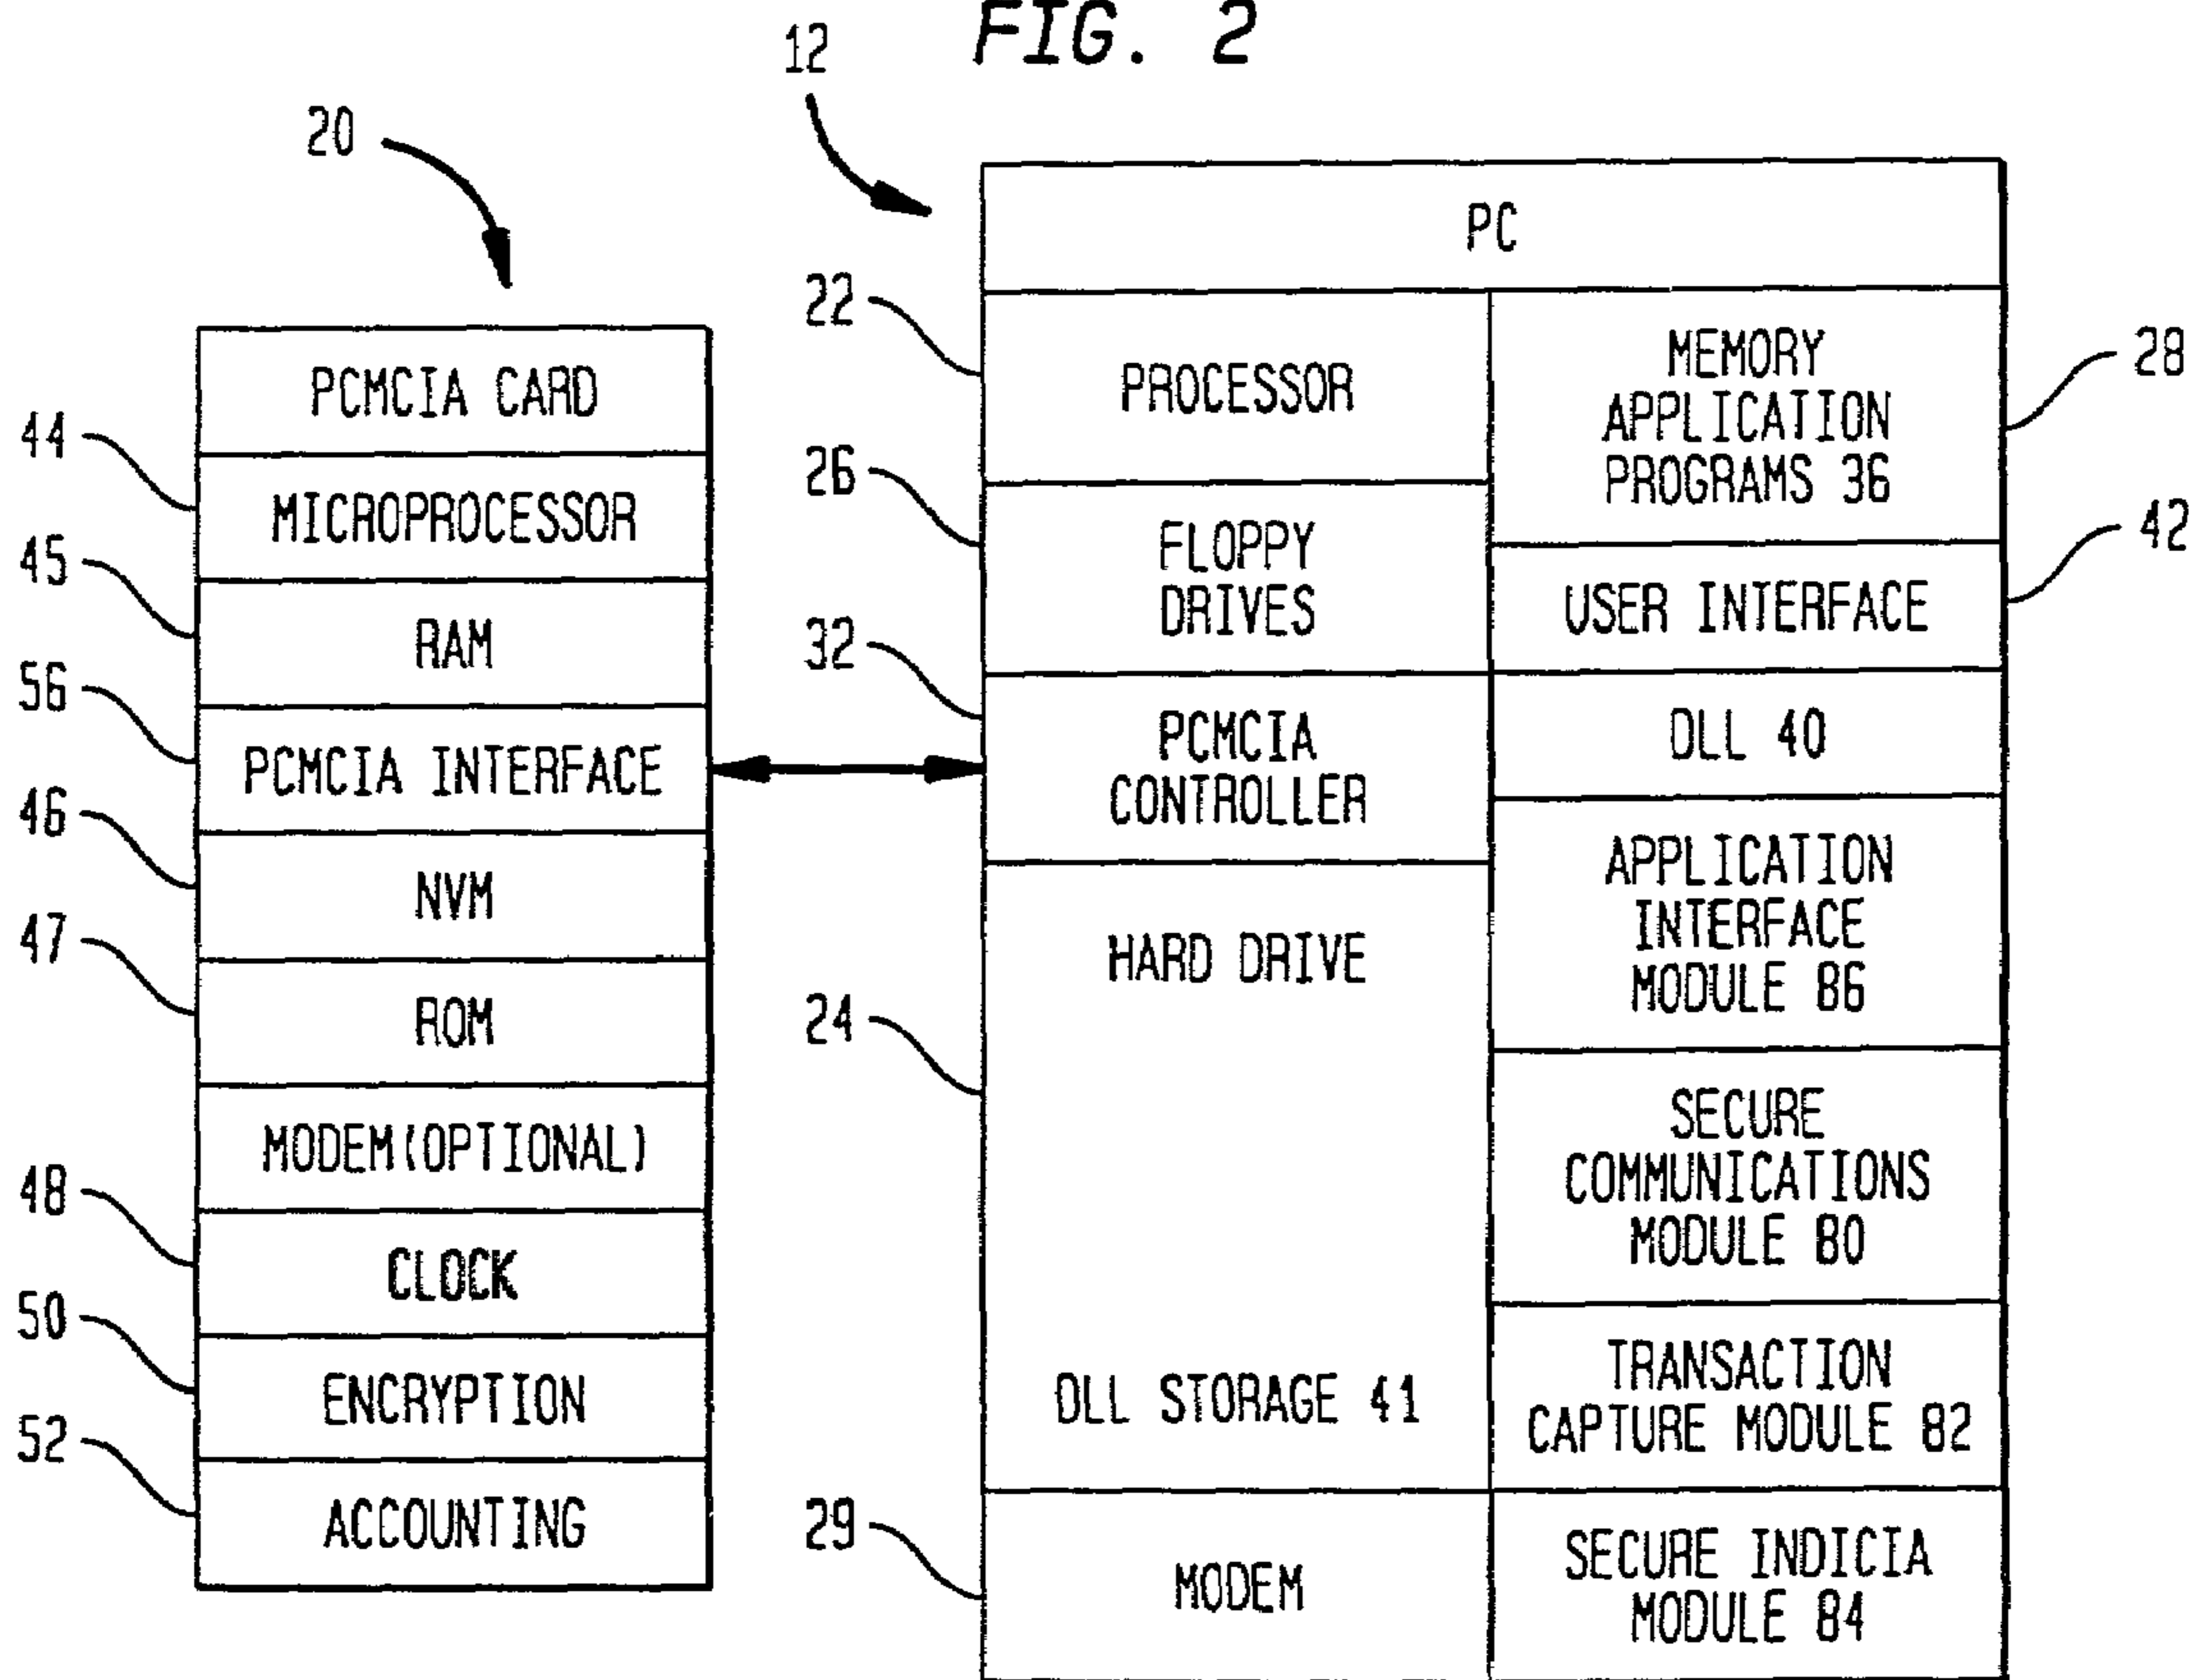 FIG. 2
12
20
PCMCIA CARD
44
MICROPROCESSOR
45
RAM
56
PCMCIA INTERFACE
46
NVM
47
ROM
MODEM(OPTIONAL)
48
CLOCK
50
ENCRYPTION
52
ACCOUNTING
PC
22
PROCESSOR
26
FLOPPY
DRIVES
32
PCMCIA
CONTROLLER
24
HARD DRIVE
DLL STORAGE 41
29
MODEM
MEMORY
APPLICATION
PROGRAMS 36
28
USER INTERFACE
42
DLL 40
APPLICATION
INTERFACE
MODULE 86
SECURE
COMMUNICATIONS
MODULE 80
TRANSACTION
CAPTURE MODULE 82
SECURE INDICIA
MODULE 84